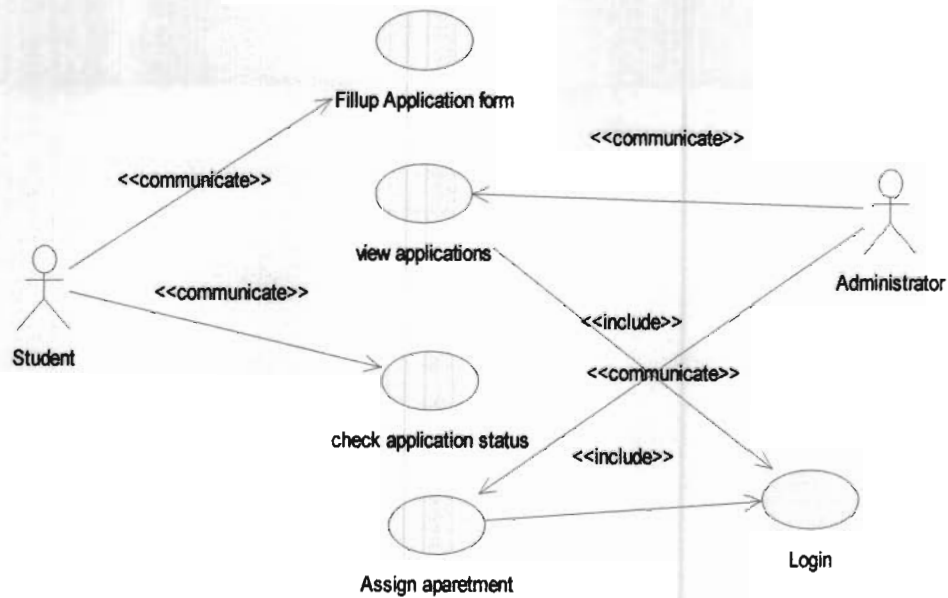 Fillup Application form
<<communicate>>
<<communicate>>
view applications
Administrator
<<communicate>>
Student
<<include>>
<<communicate>>
check application status
<<include>>
Login
Assign aparetment